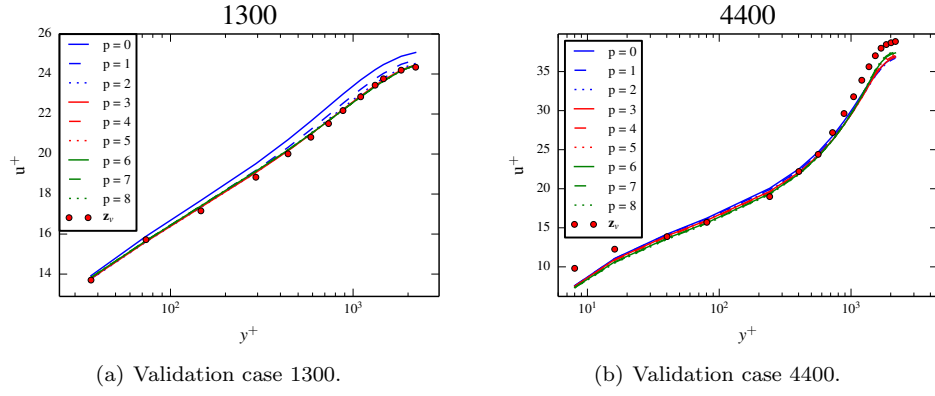 1300
26
24
22
20
18
16
14
u⁺
p = 0
p = 1
p = 2
p = 3
p = 4
p = 5
p = 6
p = 7
p = 8
z_v
10²
10³
y⁺
(a) Validation case 1300.
4400
35
30
25
20
15
10
u⁺
p = 0
p = 1
p = 2
p = 3
p = 4
p = 5
p = 6
p = 7
p = 8
z_v
10¹
10²
10³
y⁺
(b) Validation case 4400.